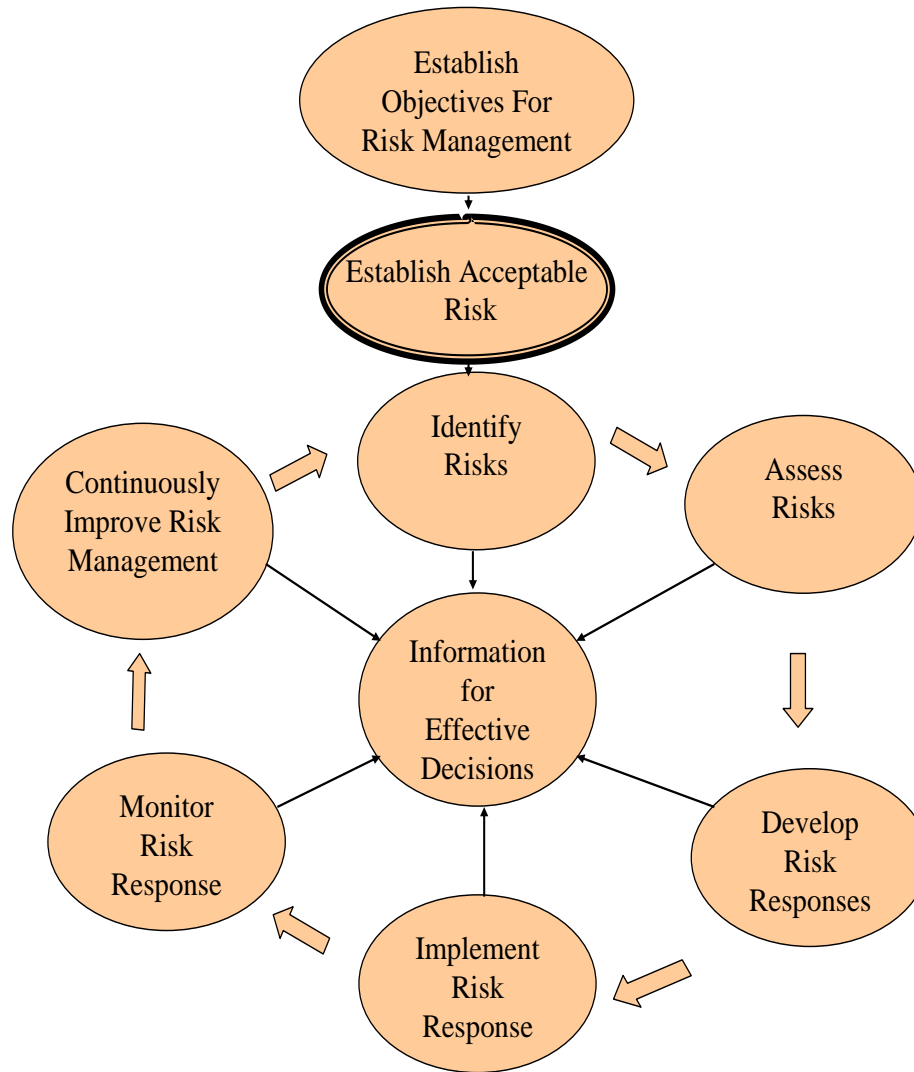 Establish
Objectives For
Risk Management
Establish Acceptable
Risk
Identify
Risks
Assess
Risks
Continuously
Improve Risk
Management
Information
for
Effective
Decisions
Monitor
Risk
Response
Develop
Risk
Responses
Implement
Risk
Response